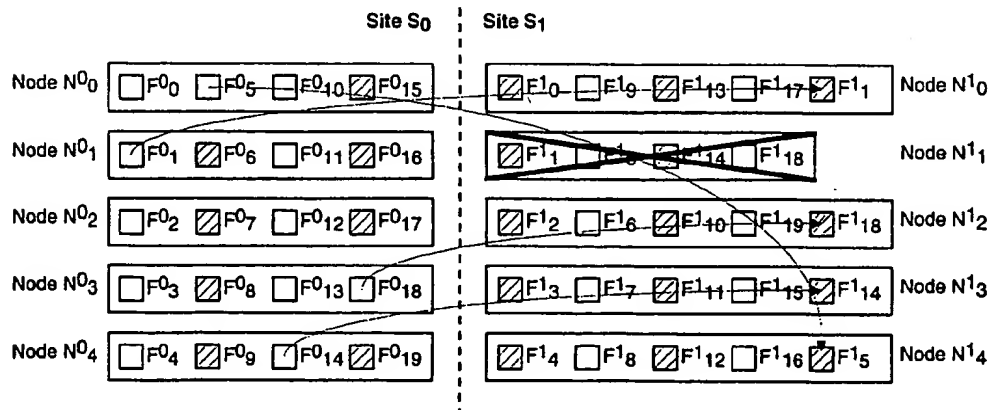 Site S₀ Site S₁
Node N⁰₀ F⁰₀ F⁰₅ F⁰₁₀ F⁰₁₅ F¹₀ F¹₉ F¹₁₃ F¹₁₇ F¹₁ Node N¹₀
Node N⁰₁ F⁰₁ F⁰₆ F⁰₁₁ F⁰₁₆ F¹₁ F¹₁₄ F¹₁₈ Node N¹₁
Node N⁰₂ F⁰₂ F⁰₇ F⁰₁₂ F⁰₁₇ F¹₂ F¹₆ F¹₁₀ F¹₁₉ F¹₁₈ Node N¹₂
Node N⁰₃ F⁰₃ F⁰₈ F⁰₁₃ F⁰₁₈ F¹₃ F¹₇ F¹₁₁ F¹₁₅ F¹₁₄ Node N¹₃
Node N⁰₄ F⁰₄ F⁰₉ F⁰₁₄ F⁰₁₉ F¹₄ F¹₈ F¹₁₂ F¹₁₆ F¹₅ Node N¹₄